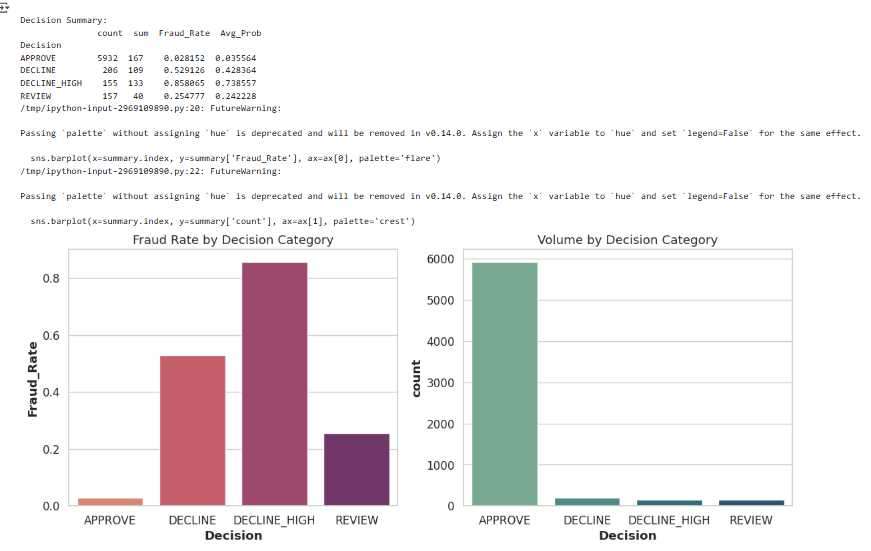 Decision Summary:
count sum Fraud_Rate Avg_Prob
Decision
APPROVE 5932 167 0.028152 0.035564
DECLINE 206 109 0.529126 0.428364
DECLINE_HIGH 155 133 0.858065 0.738557
REVIEW 157 40 0.254777 0.242228
/tmp/ipython-input-2969109890.py:20: FutureWarning:
Passing `palette` without assigning `hue` is deprecated and will be removed in v0.14.0. Assign the `x` variable to `hue` and set `legend=False` for the same effect.
sns.barplot(x=summary.index, y=summary['Fraud_Rate'], ax=ax[0], palette='flare')
/tmp/ipython-input-2969109890.py:22: FutureWarning:
Passing `palette` without assigning `hue` is deprecated and will be removed in v0.14.0. Assign the `x` variable to `hue` and set `legend=False` for the same effect.
sns.barplot(x=summary.index, y=summary['count'], ax=ax[1], palette='crest')
Fraud Rate by Decision Category
0.8
0.6
0.4
0.2
0.0
Fraud_Rate
APPROVE DECLINE DECLINE_HIGH REVIEW
Decision
Volume by Decision Category
6000
5000
4000
3000
2000
1000
0
count
APPROVE DECLINE DECLINE_HIGH REVIEW
Decision